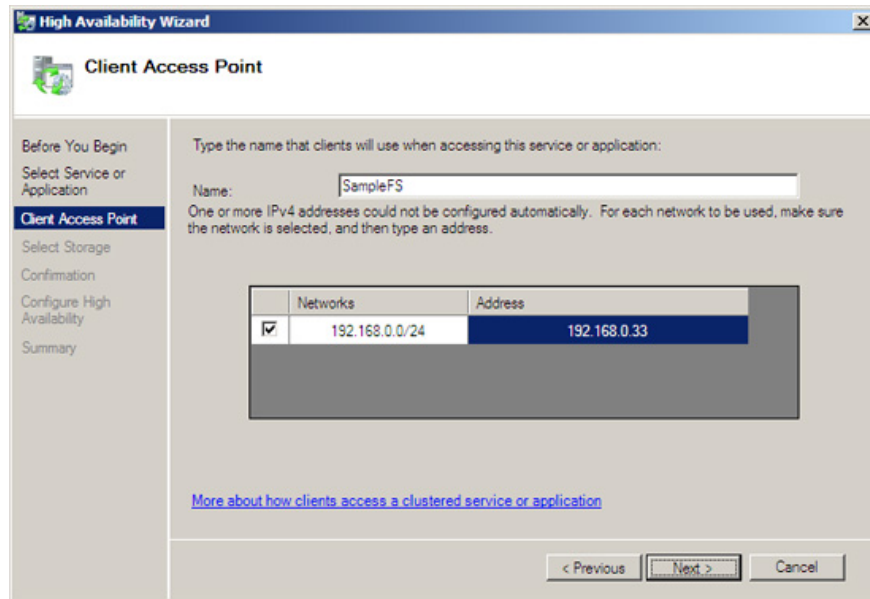 High Availability Wizard
Client Access Point
Before You Begin
Select Service or
Application
Client Access Point
Select Storage
Confirmation
Configure High
Availability
Summary
Type the name that clients will use when accessing this service or application:
Name:
SampleFS
One or more IPv4 addresses could not be configured automatically. For each network to be used, make sure
the network is selected, and then type an address.
Networks
Address
192.168.0.0/24
192.168.0.33
More about how clients access a clustered service or application
< Previous
Next >
Cancel